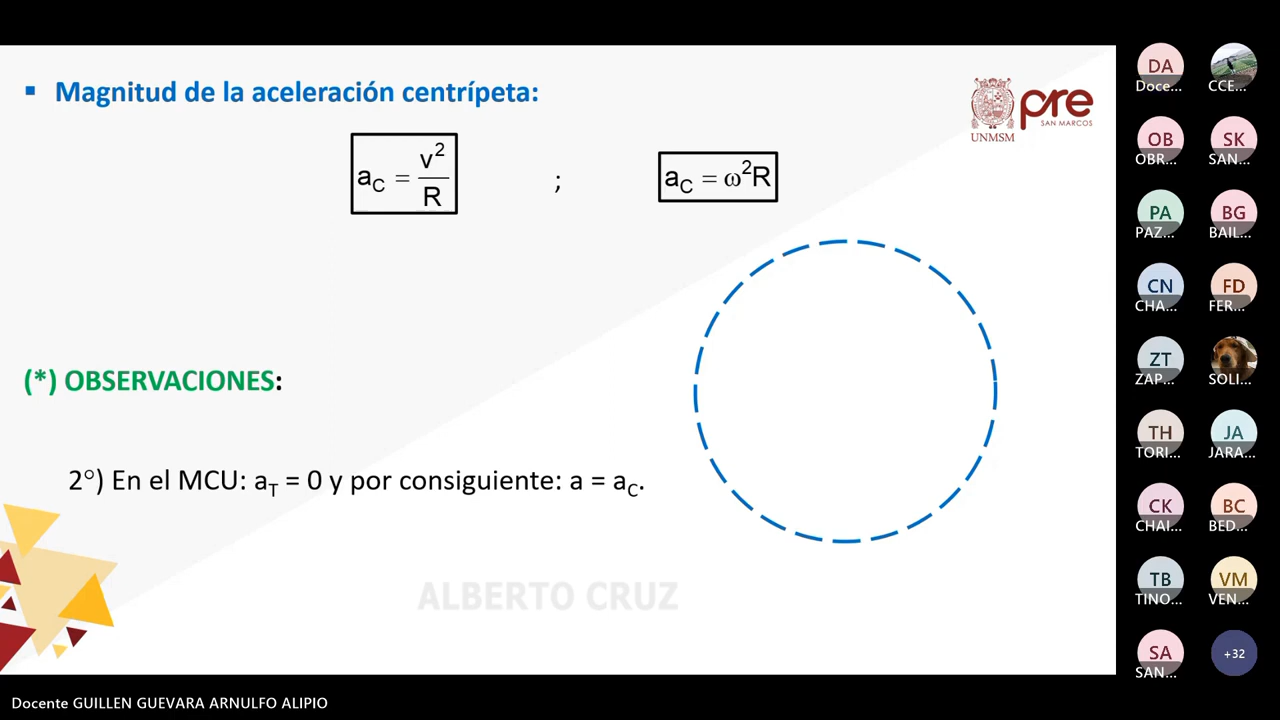 ▪ Magnitud de la aceleración centrípeta:
pre
SAN MARCOS
UNMSM
a_C = v²/R ; a_C = ω²R
(*) OBSERVACIONES:
2°) En el MCU: a_T = 0 y por consiguiente: a = a_C.
ALBERTO CRUZ
Docente GUILLEN GUEVARA ARNULFO ALIPIO
DA
Doce... CCE...
OB SK
OBR... SAN...
PA BG
PAZ... BAIL...
CN FD
CHA... FER...
ZT
ZAP... SOLI...
TH JA
TORI... JARA...
CK BC
CHAI... BED...
TB VM
TINO... VEN...
SA +32
SAN...